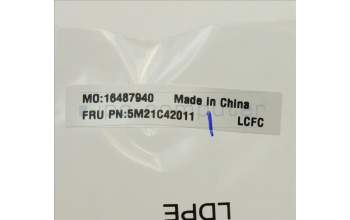 MO:16487940 Made in China
FRU PN:5M21C42011 LCFC
LDPE